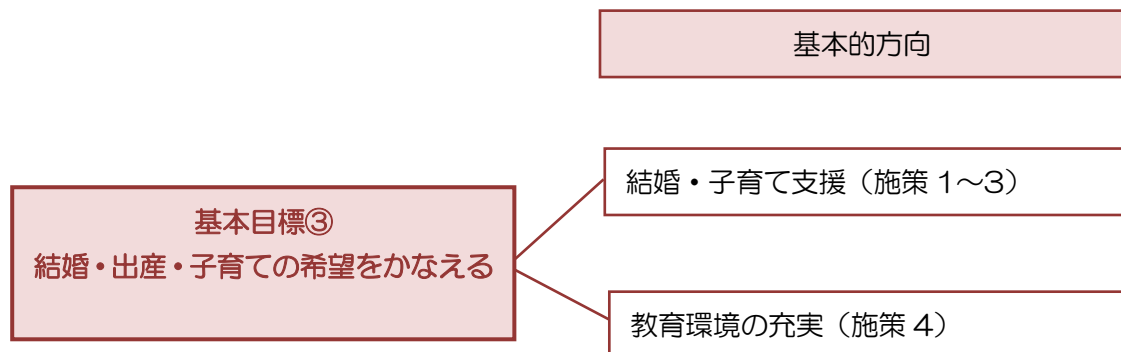 基本的方向
結婚・子育て支援（施策 1～3）
基本目標③
結婚・出産・子育ての希望をかなえる
教育環境の充実（施策 4）